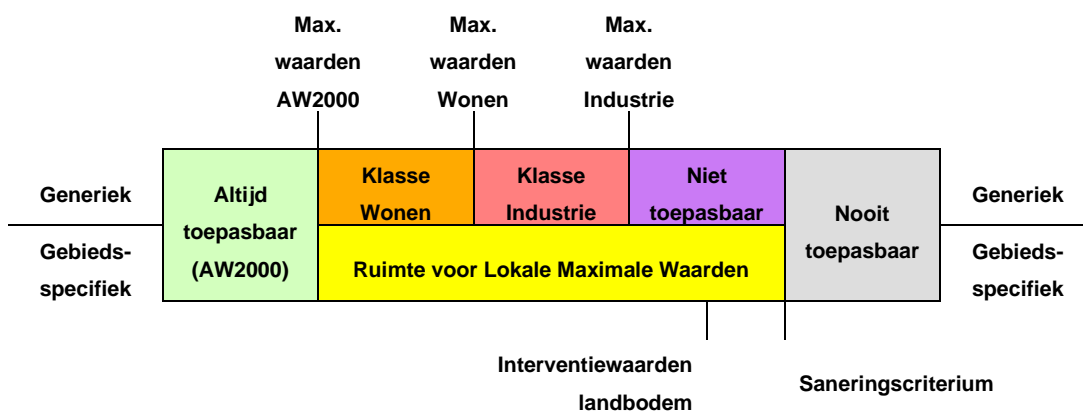 Max.
waarden
AW2000
Max.
waarden
Wonen
Max.
waarden
Industrie
Generiek
Gebieds-
specifiek
Altijd
toepasbaar
(AW2000)
Klasse
Wonen
Klasse
Industrie
Niet
toepasbaar
Ruimte voor Lokale Maximale Waarden
Nooit
toepasbaar
Generiek
Gebieds-
specifiek
Interventiewaarden
landbodem
Saneringscriterium